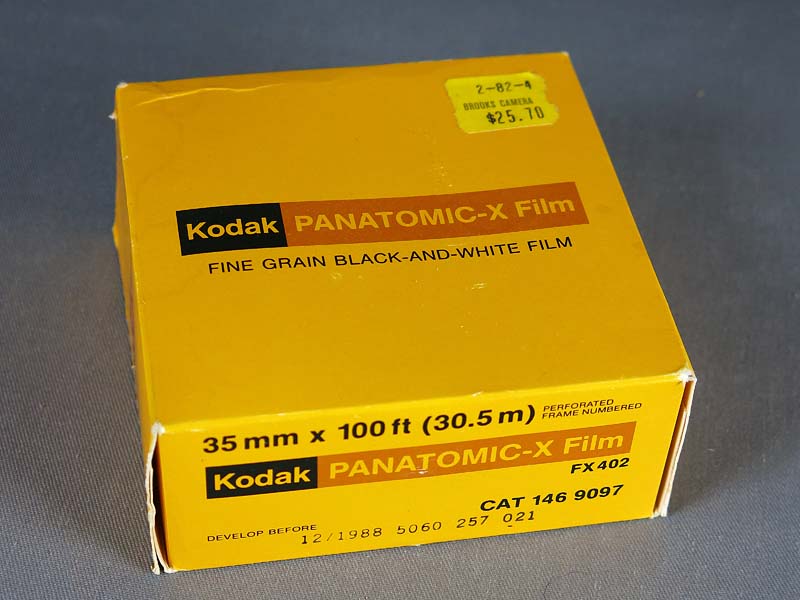 2-82-4
BROOKS CAMERA
$25.70
Kodak PANATOMIC-X Film
FINE GRAIN BLACK-AND-WHITE FILM
35 mm x 100 ft (30.5 m) PERFORATED
FRAME NUMBERED
Kodak PANATOMIC-X Film
FX 402
CAT 146 9097
DEVELOP BEFORE 12/1988 5060 257 021